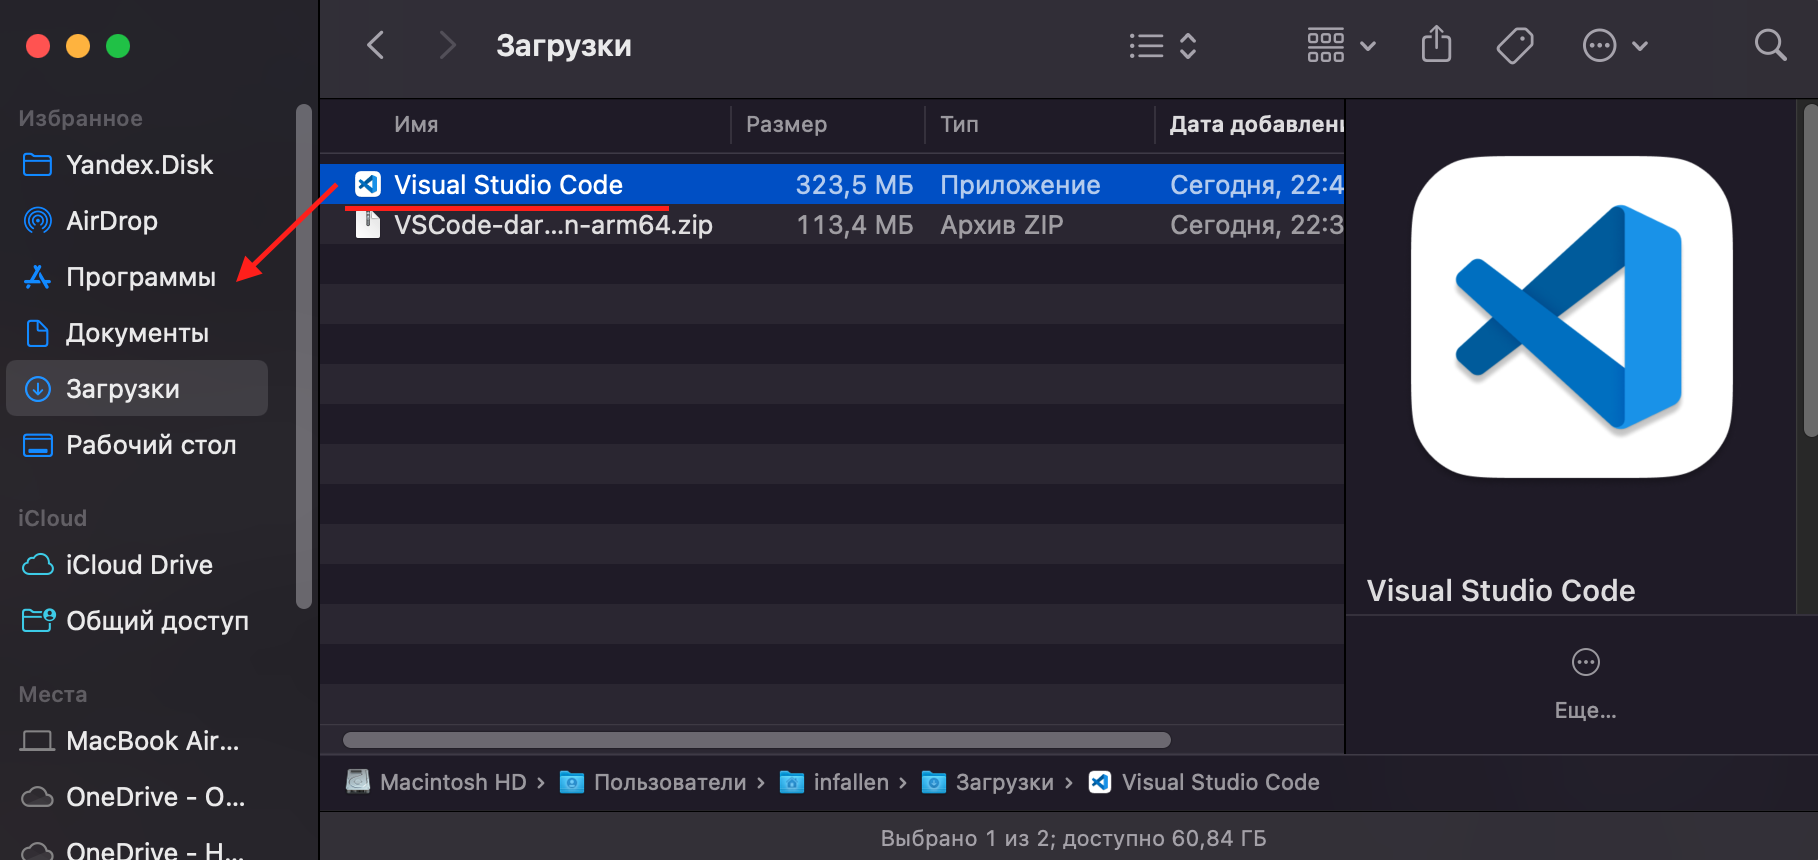 Загрузки
Избранное
Yandex.Disk
AirDrop
Программы
Документы
Загрузки
Рабочий стол
iCloud
iCloud Drive
Общий доступ
Места
MacBook Air...
OneDrive - O...
OneDrive - H...
Имя Размер Тип Дата добавлен
Visual Studio Code 323,5 МБ Приложение Сегодня, 22:4
VSCode-dar...n-arm64.zip 113,4 МБ Архив ZIP Сегодня, 22:3
Visual Studio Code
Еще...
Macintosh HD › Пользователи › infallen › Загрузки › Visual Studio Code
Выбрано 1 из 2; доступно 60,84 ГБ